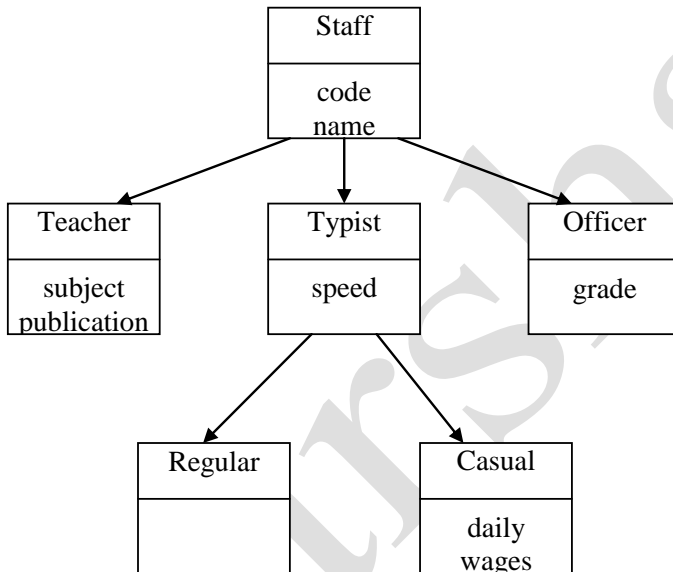 Staff
code
name
Teacher
subject
publication
Typist
speed
Officer
grade
Regular
Casual
daily
wages